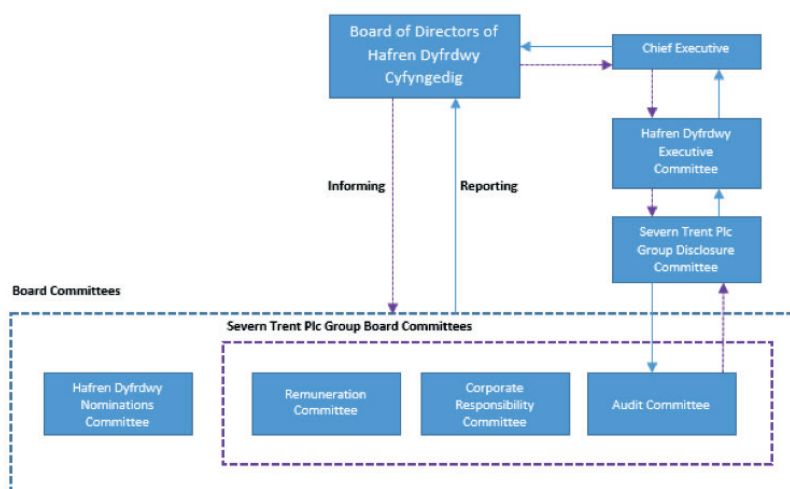 Board of Directors of
Hafren Dyfrdwy
Cyfyngedig
Chief Executive
Hafren Dyfrdwy
Executive
Committee
Informing
Reporting
Severn Trent Plc
Group Disclosure
Committee
Board Committees
Severn Trent Plc Group Board Committees
Hafren Dyfrdwy
Nominations
Committee
Remuneration
Committee
Corporate
Responsibility
Committee
Audit Committee